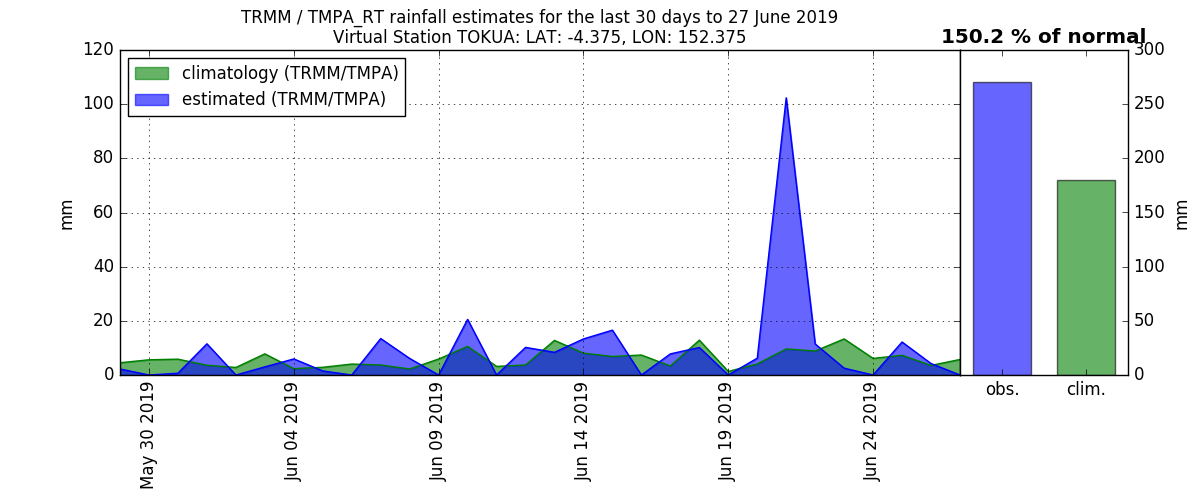 TRMM / TMPA_RT rainfall estimates for the last 30 days to 27 June 2019
Virtual Station TOKUA: LAT: -4.375, LON: 152.375
150.2 % of normal
climatology (TRMM/TMPA)
estimated (TRMM/TMPA)
120
100
80
60
40
20
0
mm
May 30 2019
Jun 04 2019
Jun 09 2019
Jun 14 2019
Jun 19 2019
Jun 24 2019
obs.
clim.
300
250
200
150
100
50
0
mm